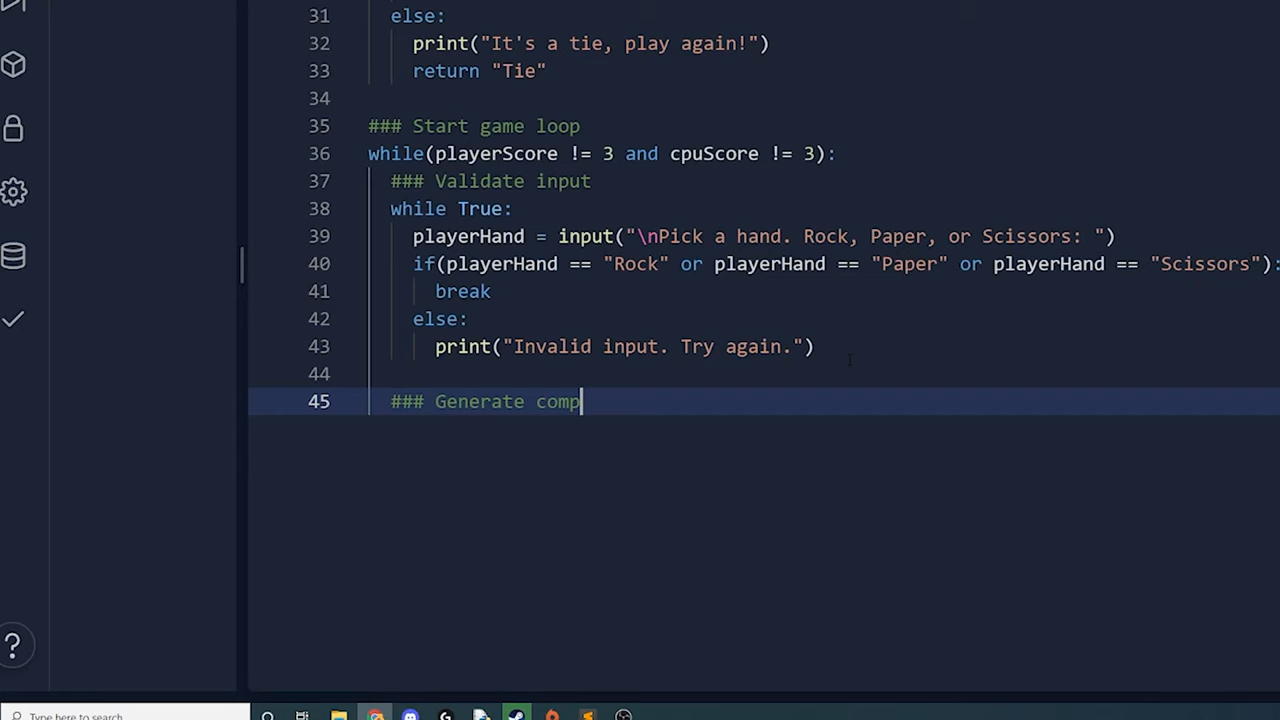 31 else:
32 print("It's a tie, play again!")
33 return "Tie"
34
35 ### Start game loop
36 while(playerScore != 3 and cpuScore != 3):
37 ### Validate input
38 while True:
39 playerHand = input("\nPick a hand. Rock, Paper, or Scissors: ")
40 if(playerHand == "Rock" or playerHand == "Paper" or playerHand == "Scissors"):
41 break
42 else:
43 print("Invalid input. Try again.")
44
45 ### Generate comp
?
Type here to search